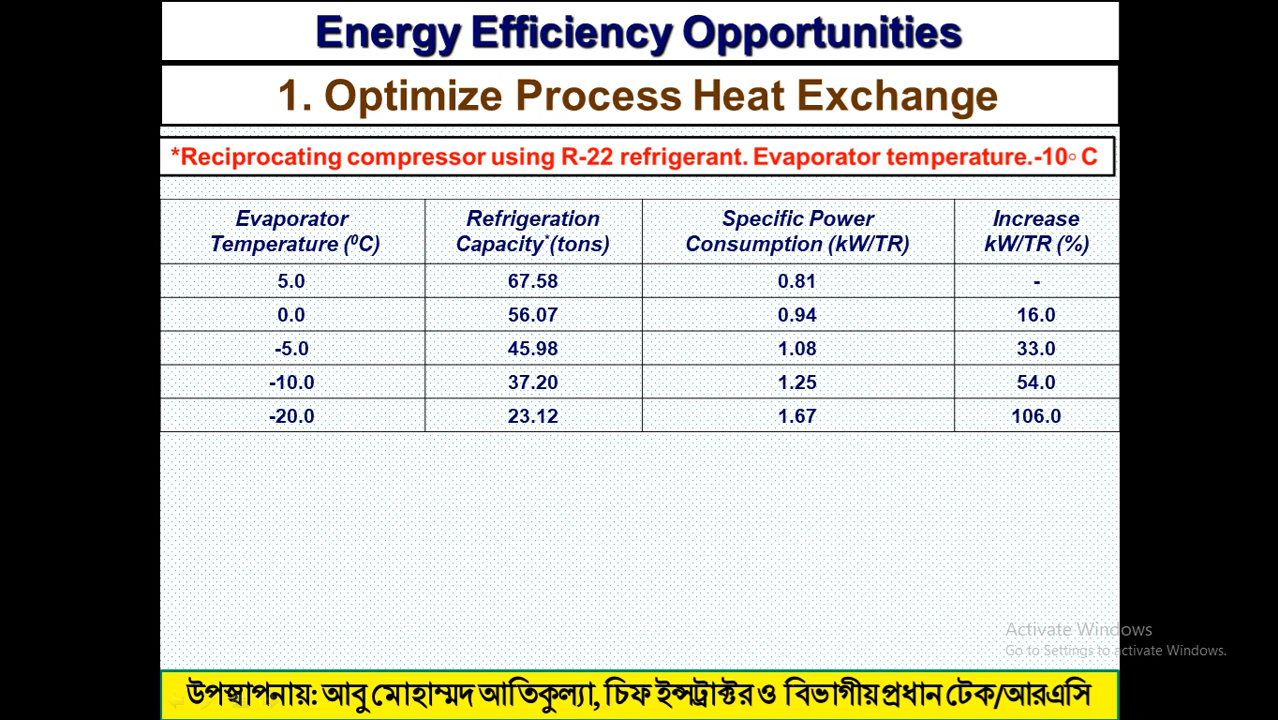 Energy Efficiency Opportunities
1. Optimize Process Heat Exchange
*Reciprocating compressor using R-22 refrigerant. Evaporator temperature.-10◦ C
Evaporator Temperature (⁰C) Refrigeration Capacity*(tons) Specific Power Consumption (kW/TR) Increase kW/TR (%)
5.0 67.58 0.81 -
0.0 56.07 0.94 16.0
-5.0 45.98 1.08 33.0
-10.0 37.20 1.25 54.0
-20.0 23.12 1.67 106.0
Activate Windows
Go to Settings to activate Windows.
উপস্থাপনায়: আবু মোহাম্মদ আতিকুল্যা, চিফ ইন্সট্রাক্টর ও বিভাগীয় প্রধান টেক/আরএসি